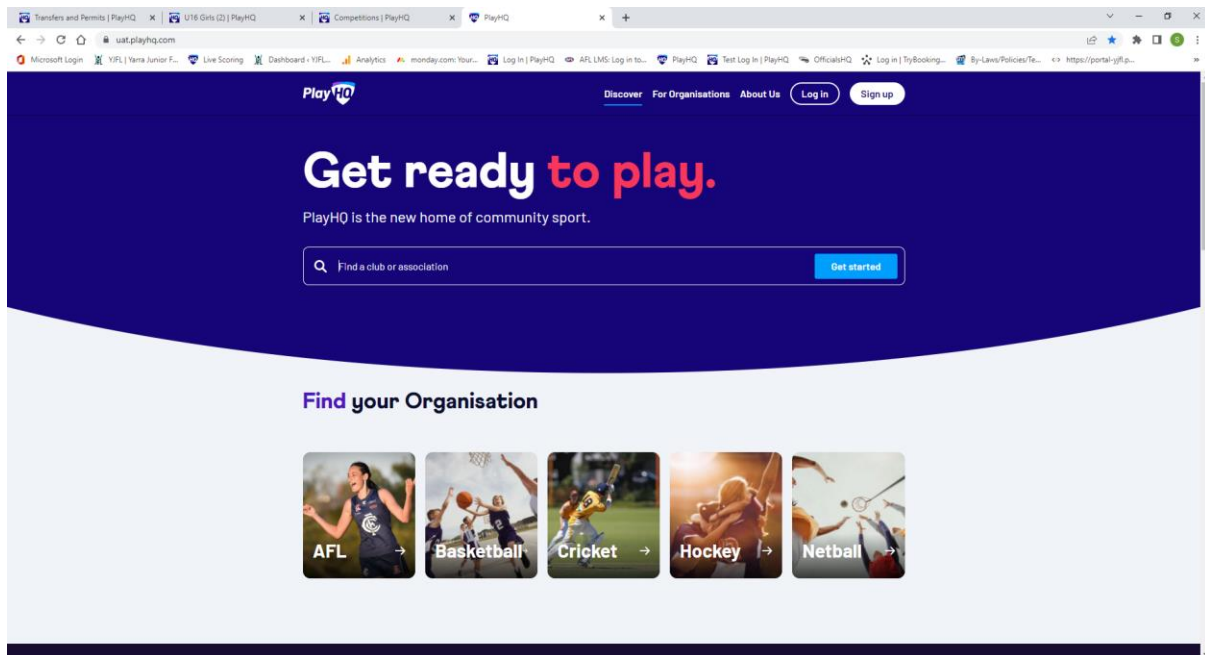 Transfers and Permits | PlayHQ
U16 Girls (2) | PlayHQ
Competitions | PlayHQ
PlayHQ
uat.playhq.com
Microsoft Login YJFL | Yarra Junior F... Live Scoring Dashboard ‹ YJFL... Analytics monday.com: Your... Log In | PlayHQ AFL LMS: Log in to... PlayHQ Test Log In | PlayHQ OfficialsHQ Log in | TryBooking... By-Laws/Policies/Te... https://portal-yjfl.p... »
PlayHQ Discover For Organisations About Us Log In Sign up
Get ready to play.
PlayHQ is the new home of community sport.
Find a club or association Get started
Find your Organisation
AFL Basketball Cricket Hockey Netball